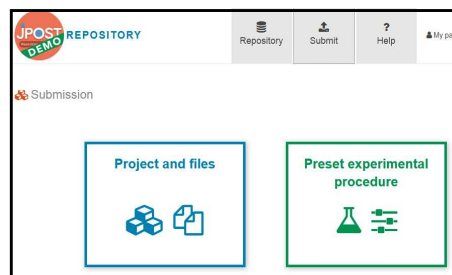 JPOST
DEMO
REPOSITORY
Repository
Submit
?
Help
My pa
Submission
Project and files
Preset experimental
procedure